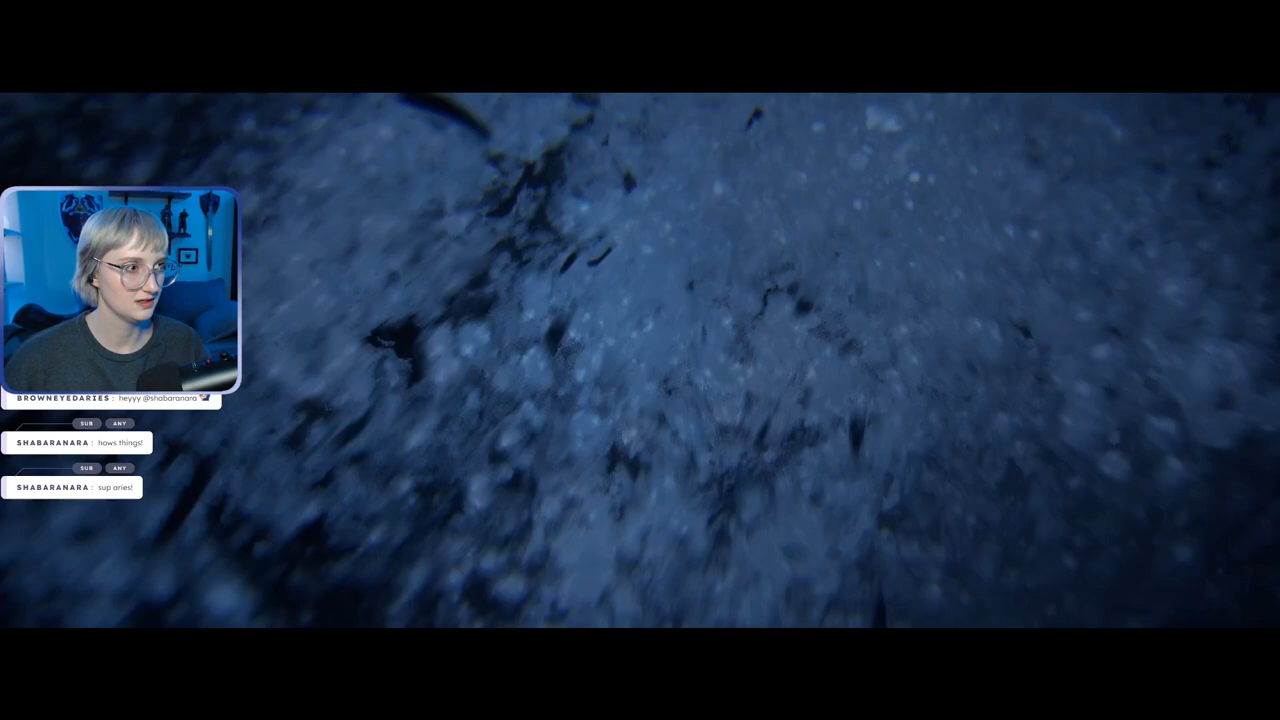 BROWNEYEDARIES : heyyy @shabaranara
SUB ANY
SHABARANARA : hows things!
SUB ANY
SHABARANARA : sup aries!